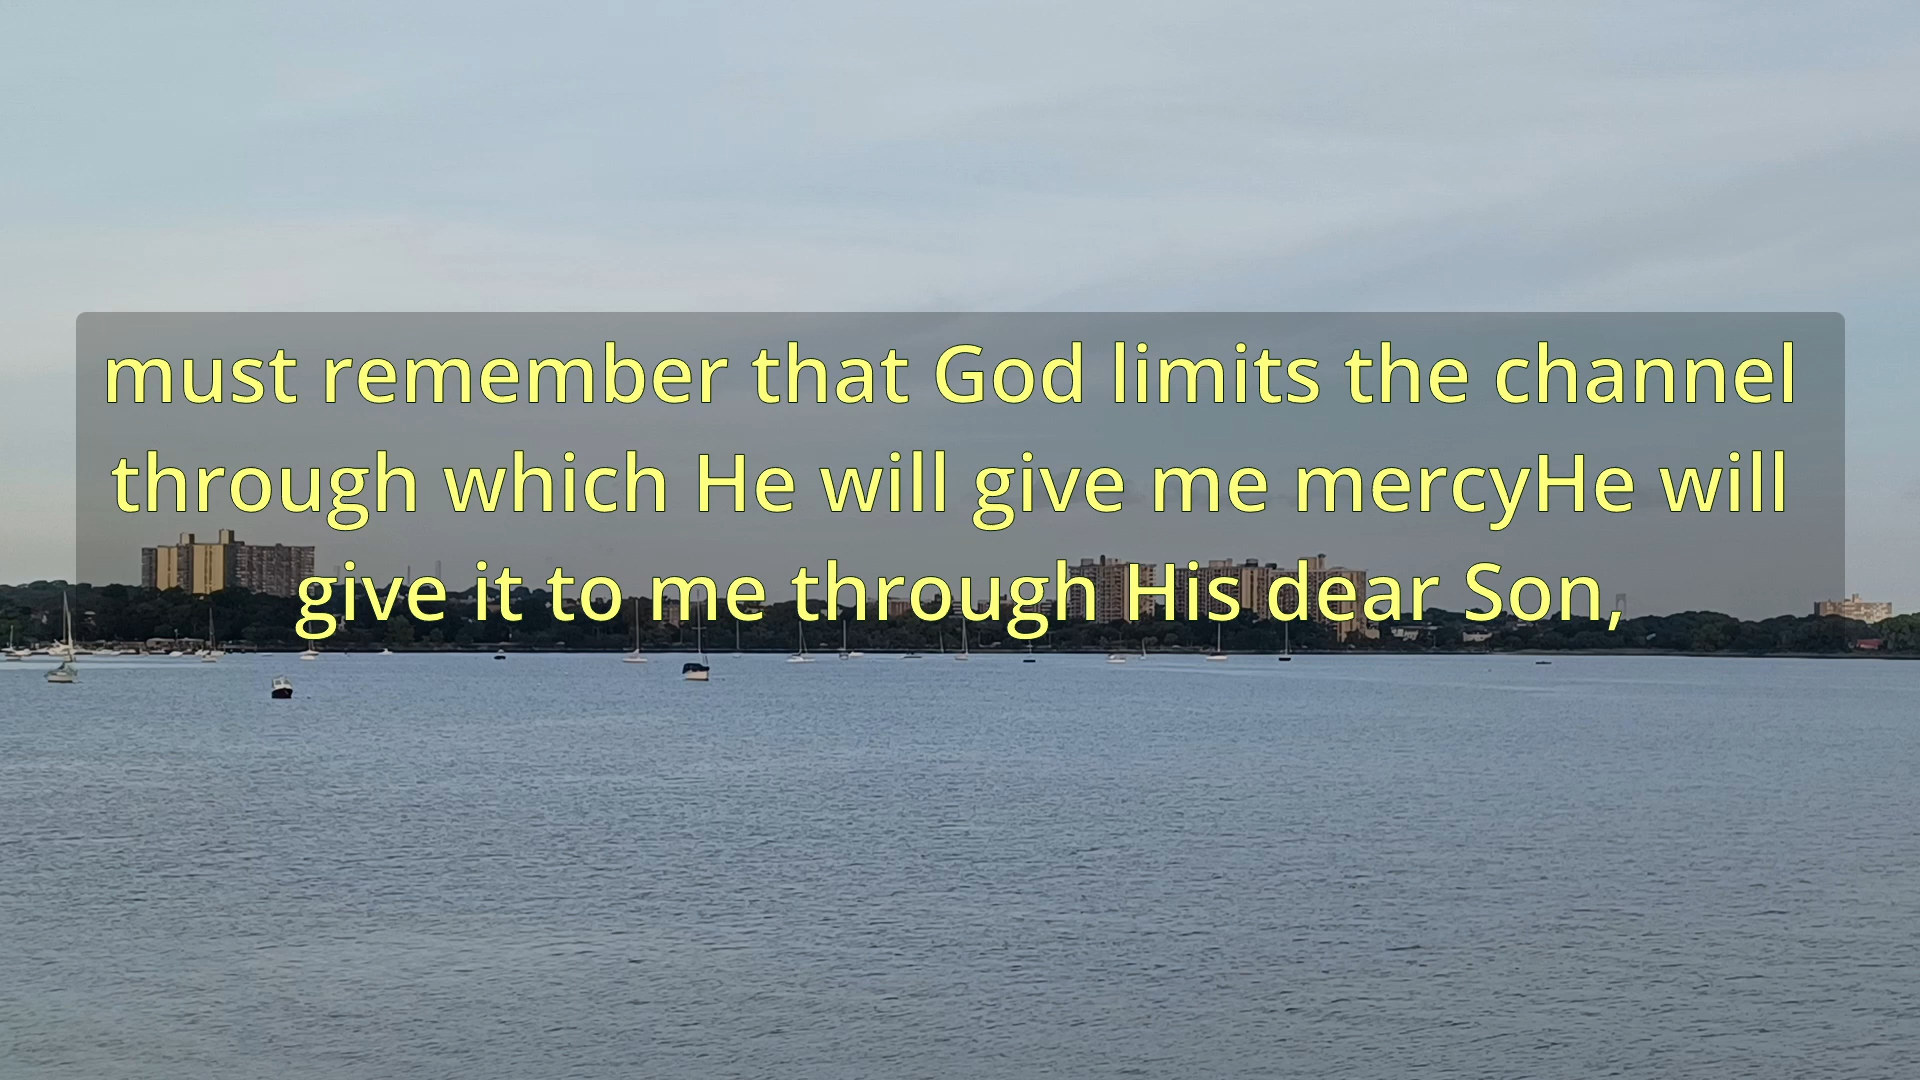 must remember that God limits the channel
through which He will give me mercyHe will
give it to me through His dear Son,